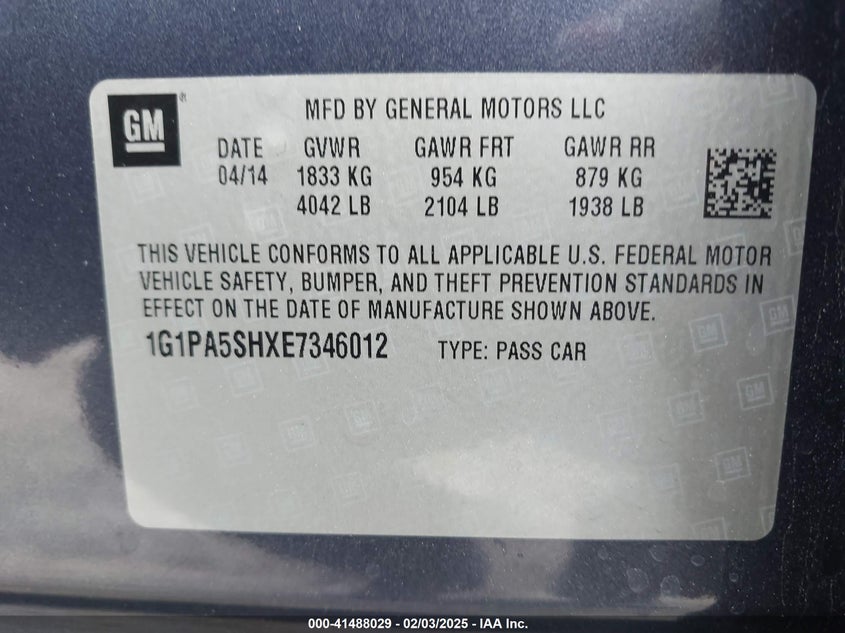 GM
®
MFD BY GENERAL MOTORS LLC
DATE GVWR GAWR FRT GAWR RR
04/14 1833 KG 954 KG 879 KG
4042 LB 2104 LB 1938 LB
THIS VEHICLE CONFORMS TO ALL APPLICABLE U.S. FEDERAL MOTOR
VEHICLE SAFETY, BUMPER, AND THEFT PREVENTION STANDARDS IN
EFFECT ON THE DATE OF MANUFACTURE SHOWN ABOVE.
1G1PA5SHXE7346012 TYPE: PASS CAR
000-41488029 - 02/03/2025 - IAA Inc.